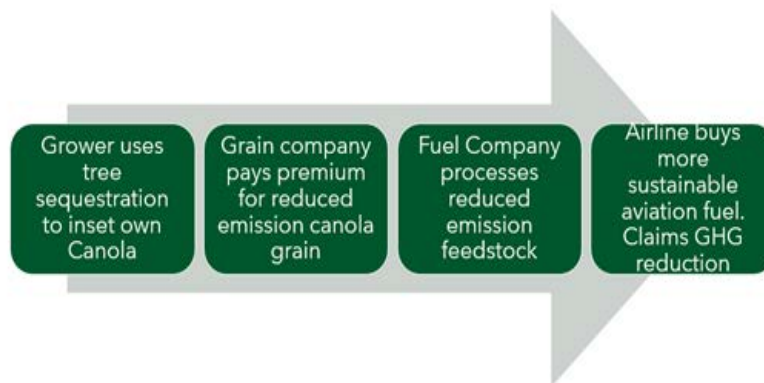 Grower uses
tree
sequestration
to inset own
Canola
Grain company
pays premium
for reduced
emission canola
grain
Fuel Company
processes
reduced
emission
feedstock
Airline buys
more
sustainable
aviation fuel.
Claims GHG
reduction